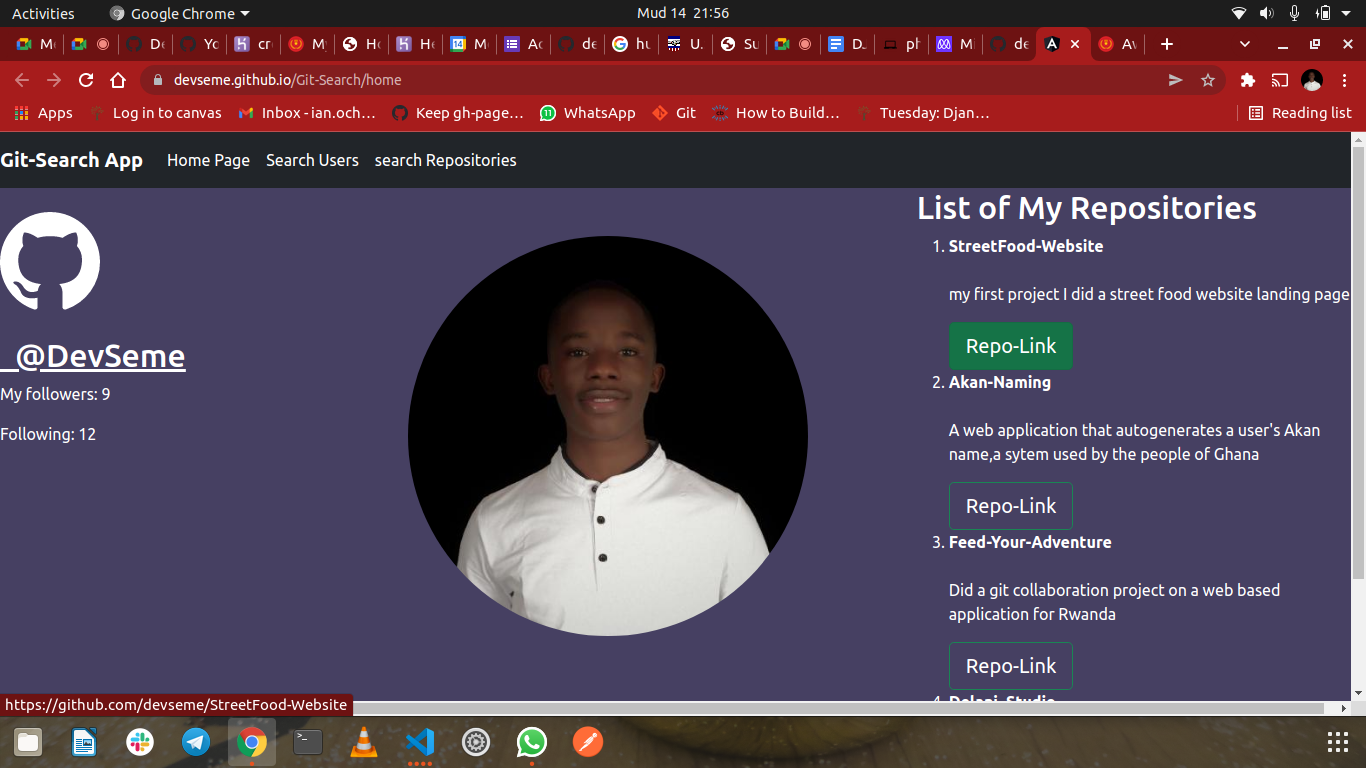 Activities
Google Chrome
Mud 14 21:56
M
De
Yo
cr
M
Ho
He
M
Ac
de
hu
U.
Su
D
ph
M
de
Av
devseme.github.io/Git-Search/home
Apps
Log in to canvas
Inbox - ian.och…
Keep gh-page…
WhatsApp
Git
How to Build…
Tuesday: Djan…
Reading list
Git-Search App
Home Page
Search Users
search Repositories
@DevSeme
My followers: 9
Following: 12
List of My Repositories
1. StreetFood-Website
my first project I did a street food website landing page
Repo-Link
2. Akan-Naming
A web application that autogenerates a user's Akan
name,a sytem used by the people of Ghana
Repo-Link
3. Feed-Your-Adventure
Did a git collaboration project on a web based
application for Rwanda
Repo-Link
https://github.com/devseme/StreetFood-Website